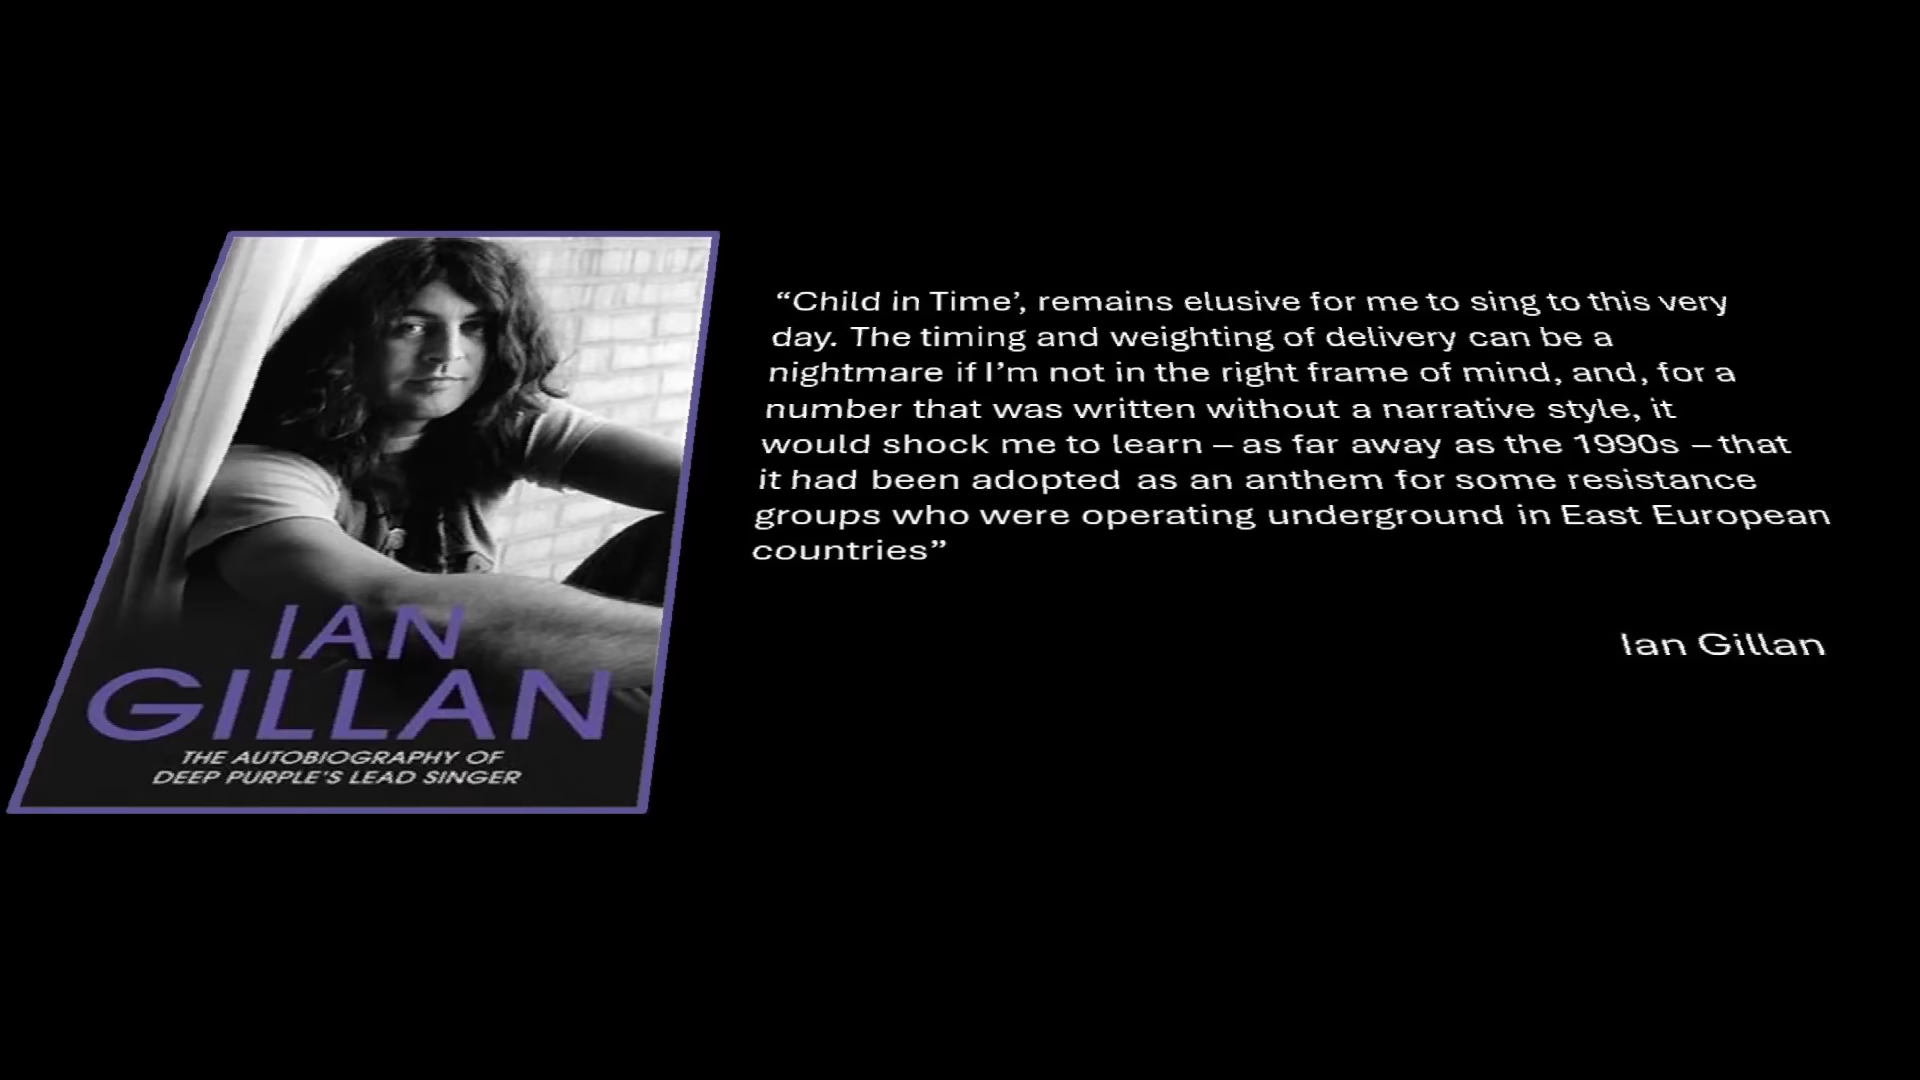 IAN
GILLAN
THE AUTOBIOGRAPHY OF
DEEP PURPLE'S LEAD SINGER
“Child in Time’, remains elusive for me to sing to this very
day. The timing and weighting of delivery can be a
nightmare if I’m not in the right frame of mind, and, for a
number that was written without a narrative style, it
would shock me to learn – as far away as the 1990s – that
it had been adopted as an anthem for some resistance
groups who were operating underground in East European
countries”
Ian Gillan